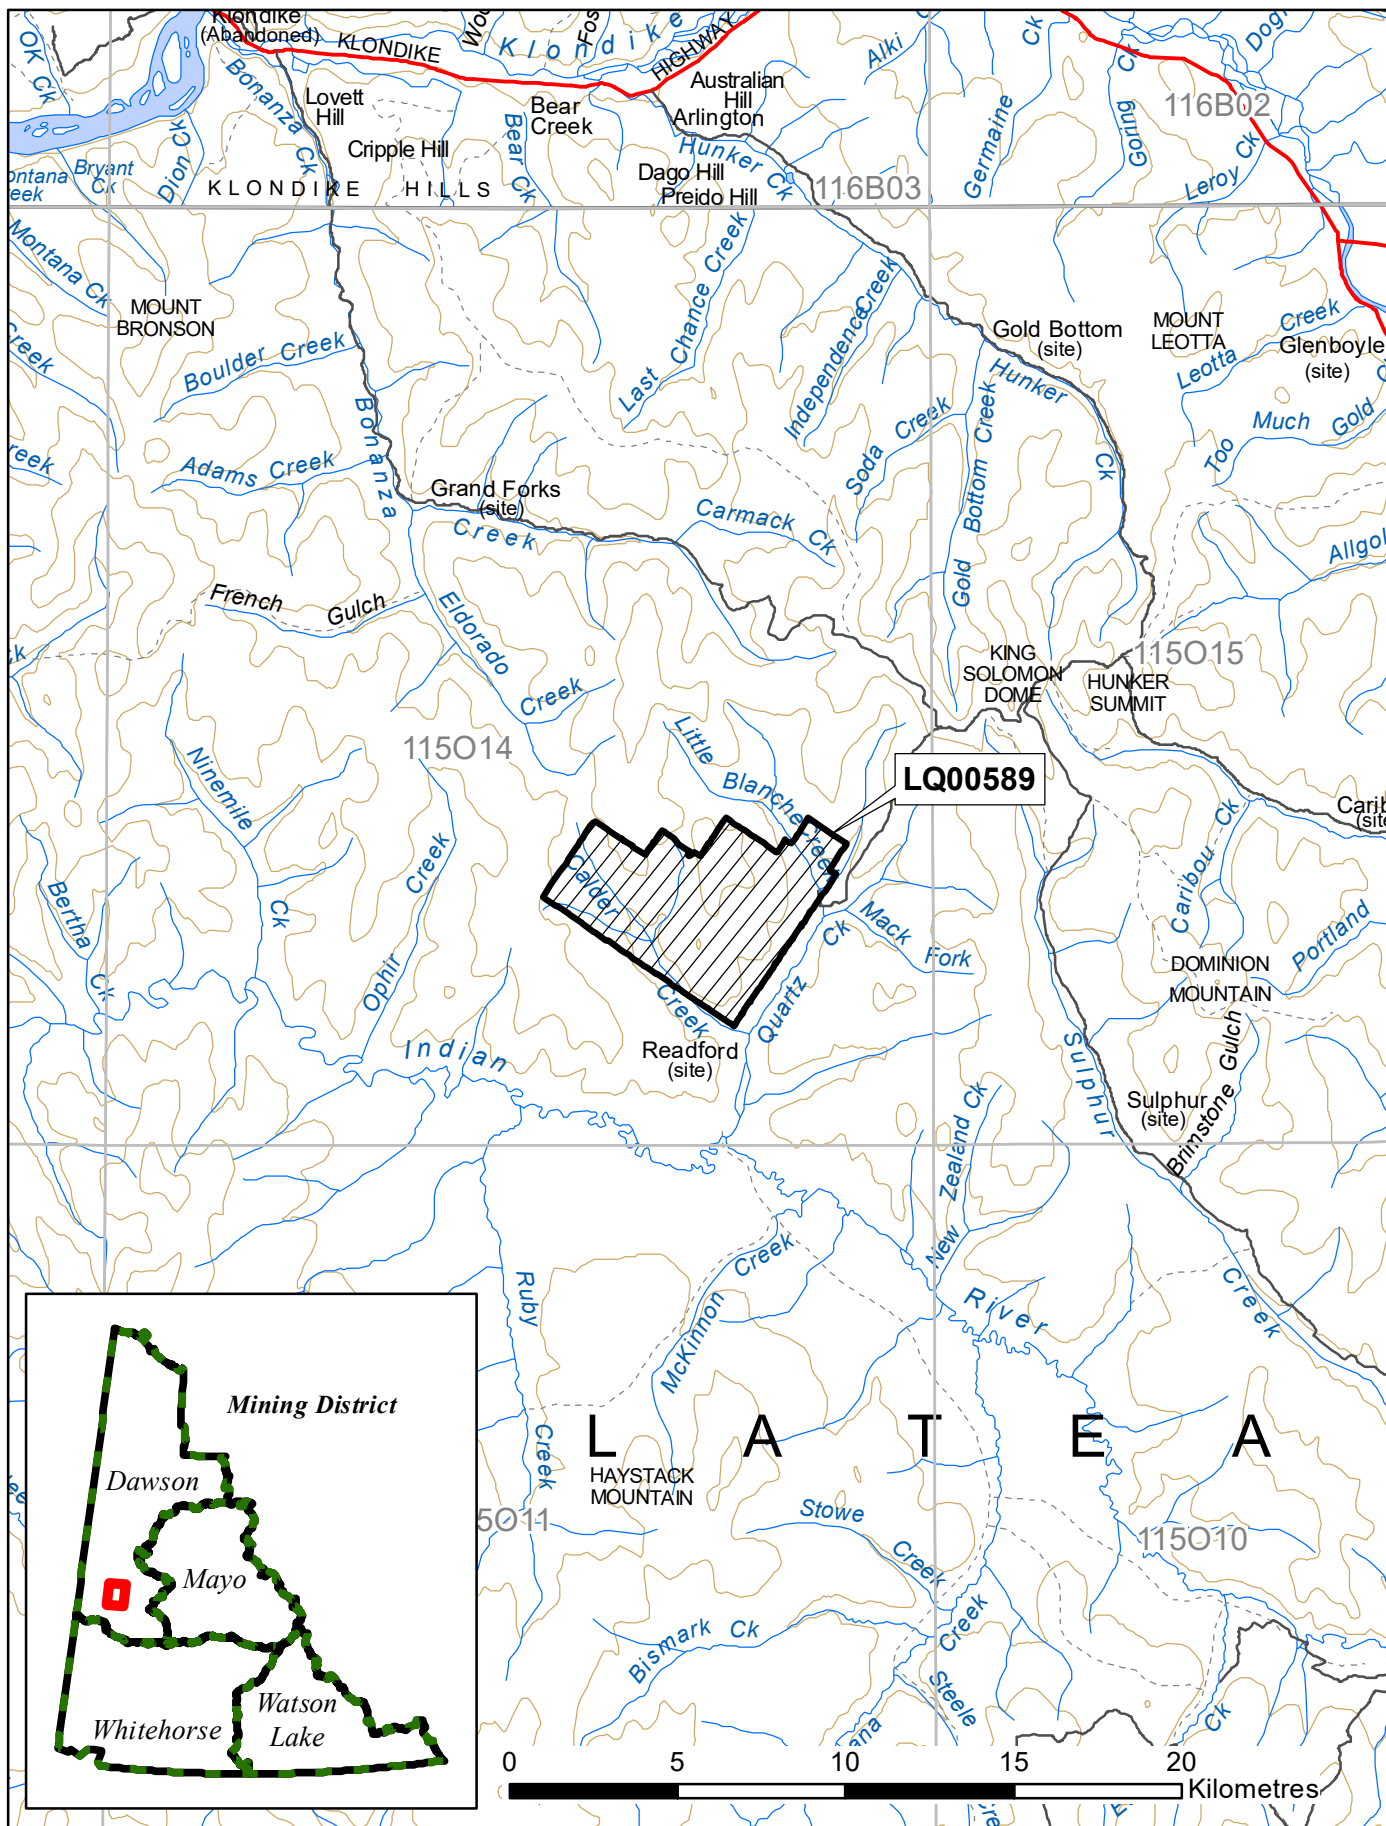 Klondike
(Abandoned)
KLONDIKE
HIGHWAY
Klondike
OK Ck
Bonanza Ck
Lovett
Hill
Cripple Hill
Bear
Creek
Bear Ck
Australian
Hill
Arlington
Hunker Ck
Dago Hill
Preido Hill
Alki
Ck
Germaine
Ck
Going
116B02
Leroy Ck
116B03
Bryant
Ck
Dion Ck
KLONDIKE HILLS
Montana Ck
MOUNT
BRONSON
Creek
Boulder Creek
Last Chance Creek
Independence Creek
Gold Bottom
(site)
Hunker
Ck
MOUNT
LEOTTA
Leotta Creek
Glenboyle
(site)
Too Much Gold
Bonanza
Creek
Adams Creek
Grand Forks
(site)
Carmack Ck
Soda Creek
Gold Bottom Creek
French Gulch
Eldorado
Creek
KING
SOLOMON
DOME
115O15
HUNKER
SUMMIT
115O14
Ninemile
Ck
Little
Blanche
Creek
LQ00589
Calder
Creek
Ophir Creek
Bertha
Ck
Mack
Fork
Quartz
Ck
Caribou Ck
Portland
DOMINION
MOUNTAIN
Brimstone Gulch
Indian
Readford
(site)
Sulphur
Sulphur
(site)
New Zealand Ck
River
Creek
Ruby
Creek
McKinnon Creek
L A T E A
HAYSTACK
MOUNTAIN
115O10
Stowe
Creek
Bismark Ck
Creek
Steele
Ck
Mining District
Dawson
Mayo
Whitehorse
Watson
Lake
0 5 10 15 20
Kilometres